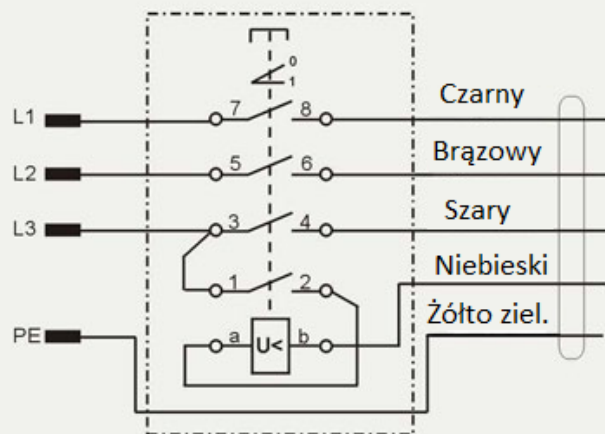 0
1
L1 7 8 Czarny
L2 5 6 Brązowy
L3 3 4 Szary
1 2 Niebieski
PE a U< b Żółto ziel.